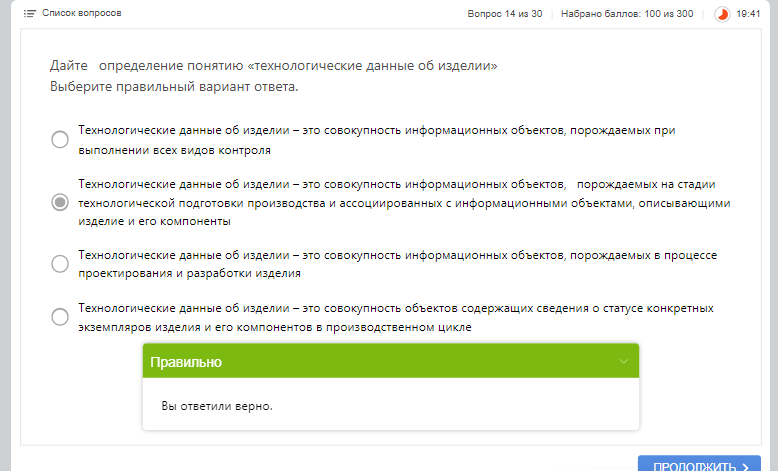 Список вопросов
Вопрос 14 из 30 | Набрано баллов: 100 из 300 | 19:41
Дайте определение понятию «технологические данные об изделии»
Выберите правильный вариант ответа.
Технологические данные об изделии – это совокупность информационных объектов, порождаемых при
выполнении всех видов контроля
Технологические данные об изделии – это совокупность информационных объектов, порождаемых на стадии
технологической подготовки производства и ассоциированных с информационными объектами, описывающими
изделие и его компоненты
Технологические данные об изделии – это совокупность информационных объектов, порождаемых в процессе
проектирования и разработки изделия
Технологические данные об изделии – это совокупность объектов содержащих сведения о статусе конкретных
экземпляров изделия и его компонентов в производственном цикле
Правильно
Вы ответили верно.
ПРОДОЛЖИТЬ